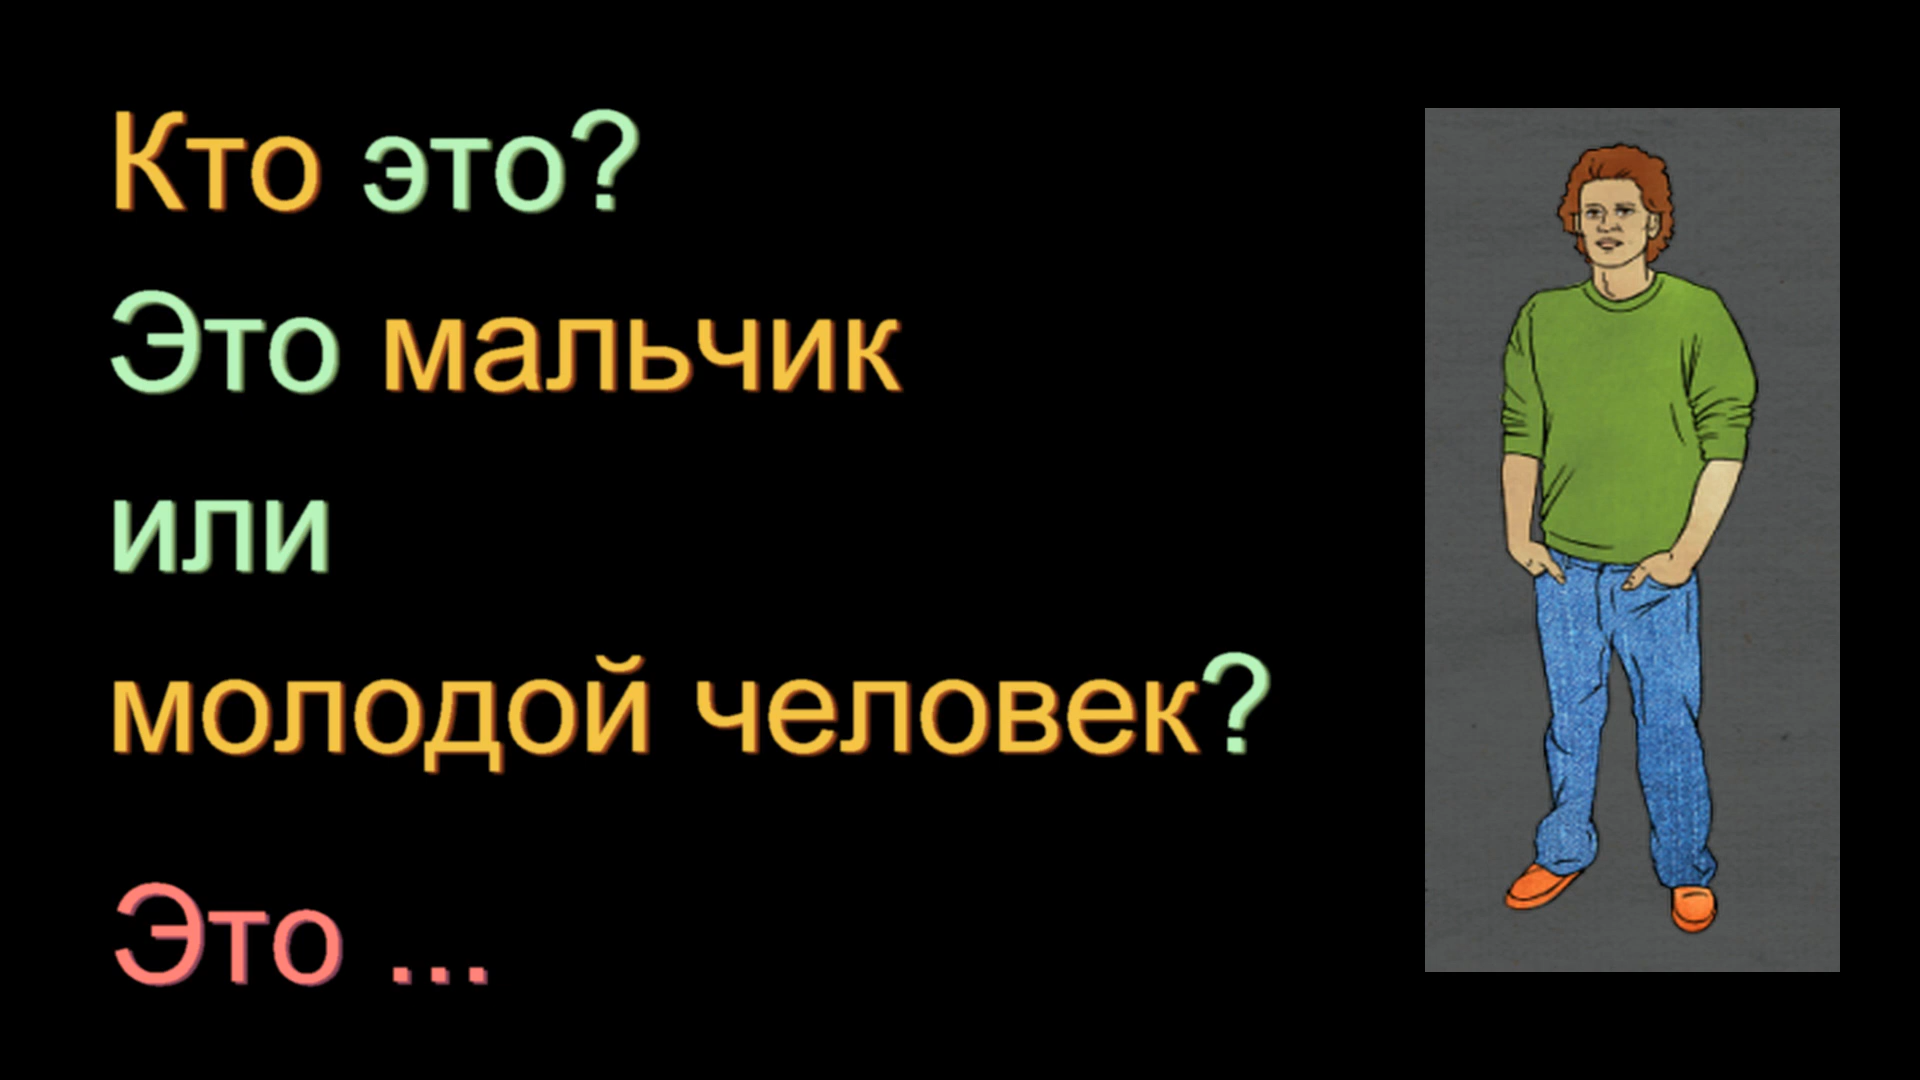 Кто это?
Это мальчик
или
молодой человек?
Это ...